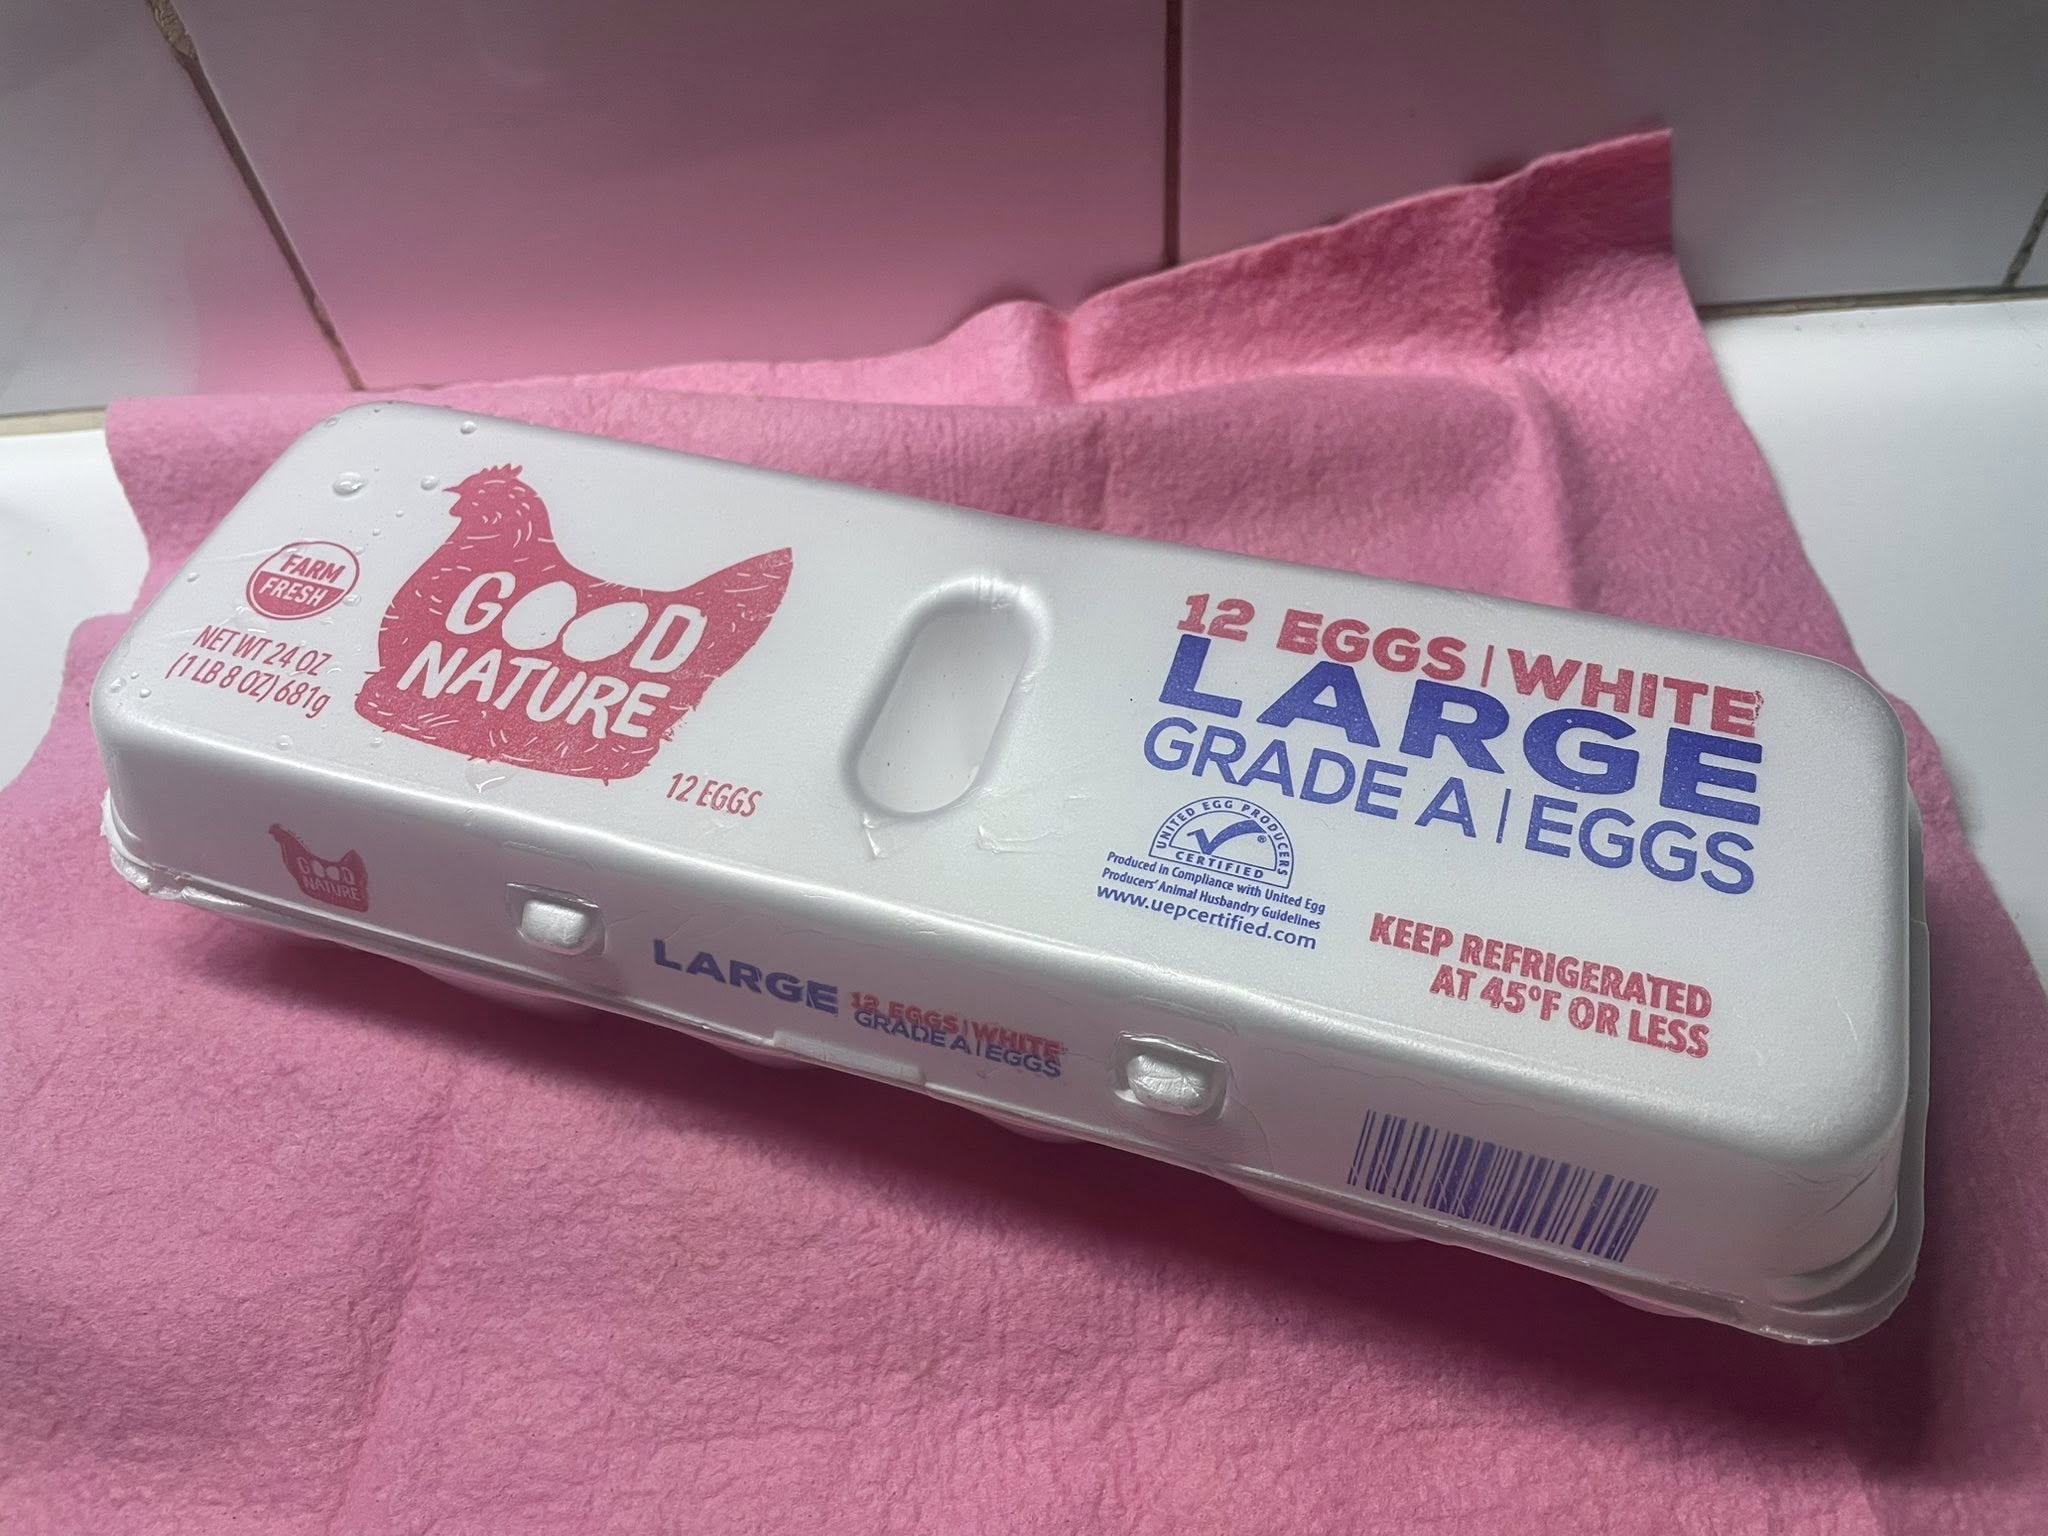 FARM
FRESH
NET WT 24 OZ
(1 LB 8 OZ) 681g
GOOD
NATURE
12 EGGS
12 EGGS | WHITE
LARGE
GRADE A | EGGS
UNITED EGG PRODUCERS
®
CERTIFIED
Produced in Compliance with United Egg
Producers' Animal Husbandry Guidelines
www.uepcertified.com
KEEP REFRIGERATED
AT 45°F OR LESS
GOOD
NATURE
LARGE
12 EGGS | WHITE
GRADE A | EGGS